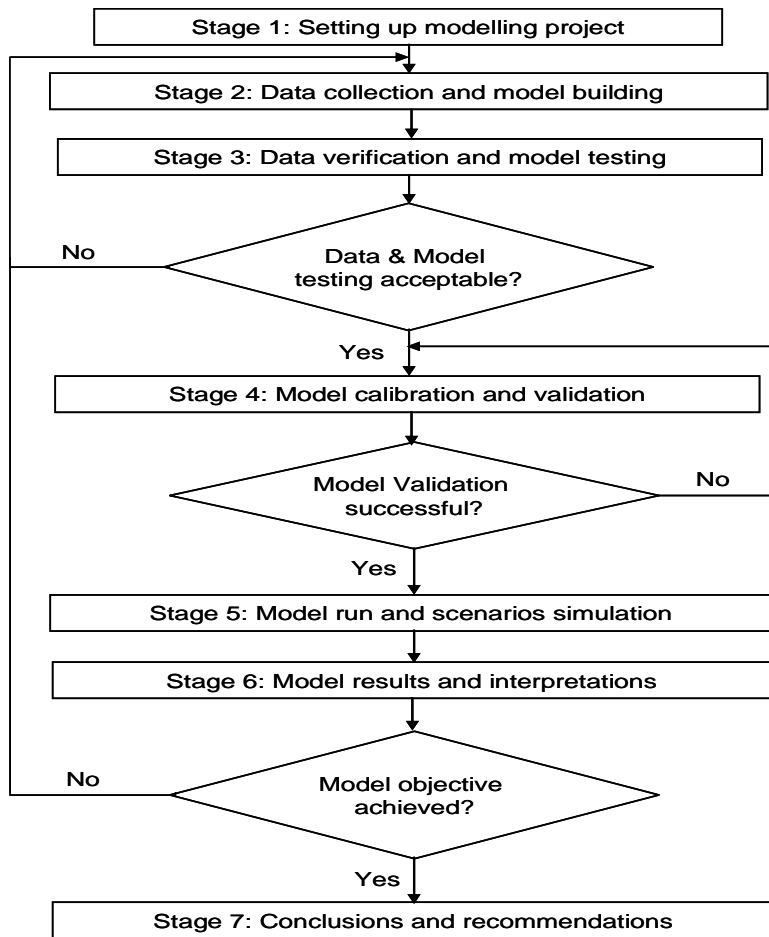 Stage 1: Setting up modelling project
Stage 2: Data collection and model building
Stage 3: Data verification and model testing
No
Data & Model
testing acceptable?
Yes
Stage 4: Model calibration and validation
Model Validation
successful?
No
Yes
Stage 5: Model run and scenarios simulation
Stage 6: Model results and interpretations
No
Model objective
achieved?
Yes
Stage 7: Conclusions and recommendations